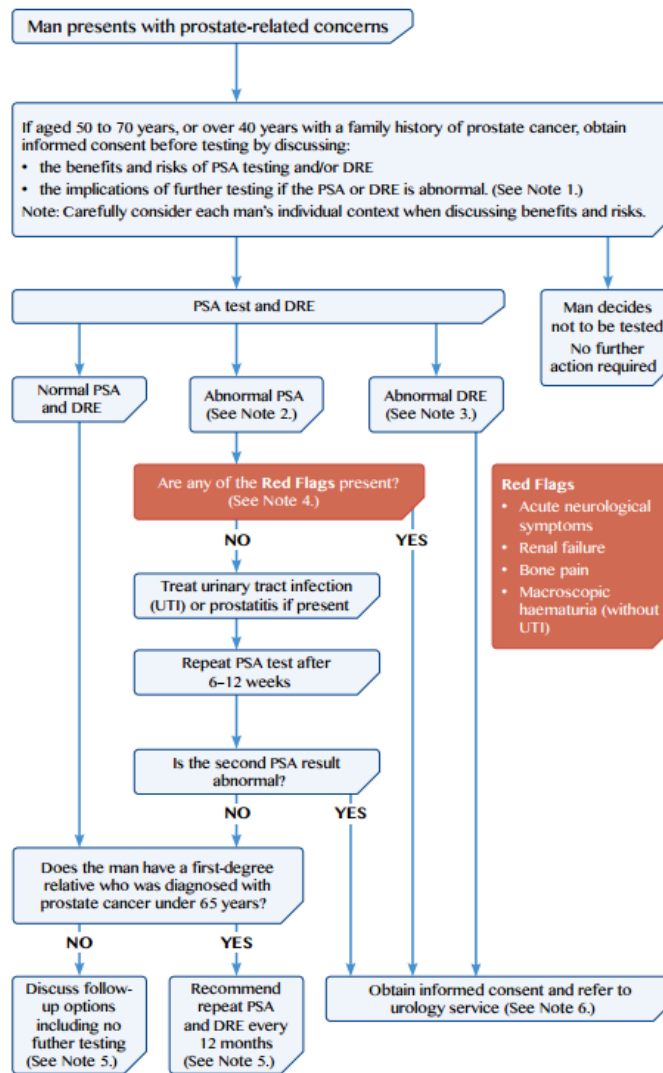 Man presents with prostate-related concerns
If aged 50 to 70 years, or over 40 years with a family history of prostate cancer, obtain
informed consent before testing by discussing:
• the benefits and risks of PSA testing and/or DRE
• the implications of further testing if the PSA or DRE is abnormal. (See Note 1.)
Note: Carefully consider each man's individual context when discussing benefits and risks.
PSA test and DRE
Man decides
not to be tested
No further
action required
Normal PSA
and DRE
Abnormal PSA
(See Note 2.)
Abnormal DRE
(See Note 3.)
Are any of the Red Flags present?
(See Note 4.)
Red Flags
• Acute neurological
symptoms
• Renal failure
• Bone pain
• Macroscopic
haematuria (without
UTI)
NO
YES
Treat urinary tract infection
(UTI) or prostatitis if present
Repeat PSA test after
6–12 weeks
Is the second PSA result
abnormal?
NO
YES
Does the man have a first-degree
relative who was diagnosed with
prostate cancer under 65 years?
NO
YES
Discuss follow-
up options
including no
futher testing
(See Note 5.)
Recommend
repeat PSA
and DRE every
12 months
(See Note 5.)
Obtain informed consent and refer to
urology service (See Note 6.)